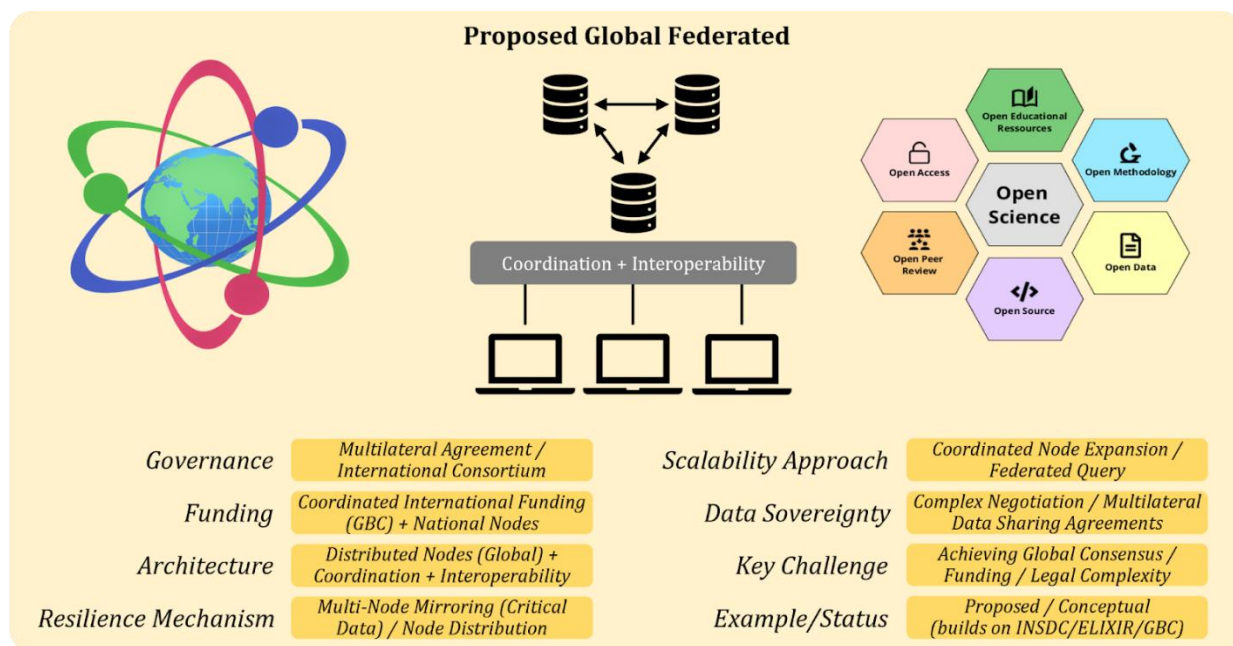 Proposed Global Federated
Open Educational
Ressources
Open Access
Open Methodology
Open
Science
Open Peer
Review
Open Data
Open Source
Coordination + Interoperability
Governance
Multilateral Agreement /
International Consortium
Funding
Coordinated International Funding
(GBC) + National Nodes
Architecture
Distributed Nodes (Global) +
Coordination + Interoperability
Resilience Mechanism
Multi-Node Mirroring (Critical
Data) / Node Distribution
Scalability Approach
Coordinated Node Expansion /
Federated Query
Data Sovereignty
Complex Negotiation / Multilateral
Data Sharing Agreements
Key Challenge
Achieving Global Consensus /
Funding / Legal Complexity
Example/Status
Proposed / Conceptual
(builds on INSDC/ELIXIR/GBC)